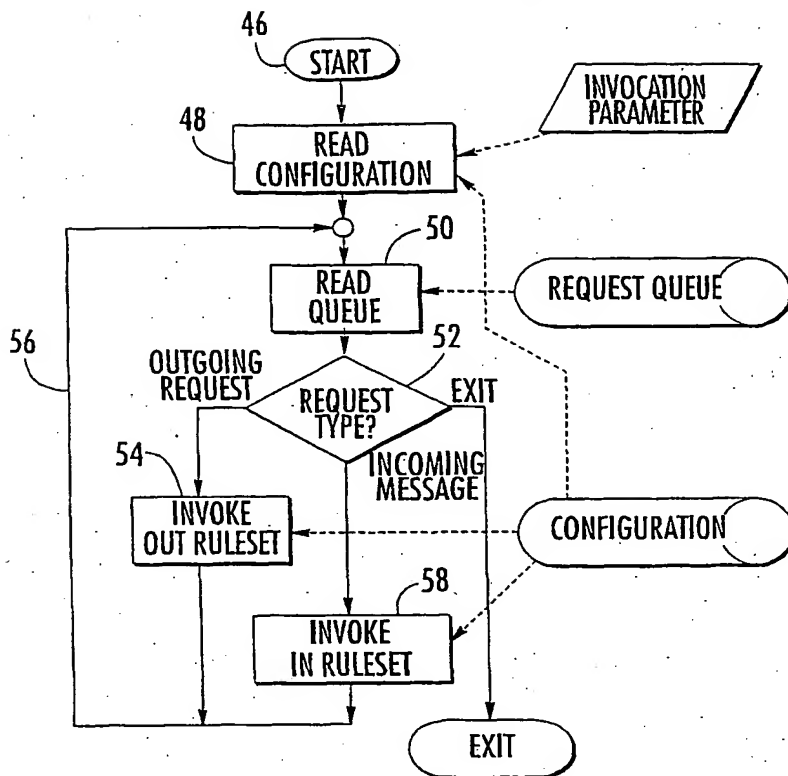 46
START
INVOCATION
PARAMETER
48
READ
CONFIGURATION
50
READ
QUEUE
REQUEST QUEUE
56
OUTGOING
REQUEST
52
EXIT
REQUEST
TYPE?
INCOMING
MESSAGE
54
INVOKE
OUT RULESET
CONFIGURATION
58
INVOKE
IN RULESET
EXIT